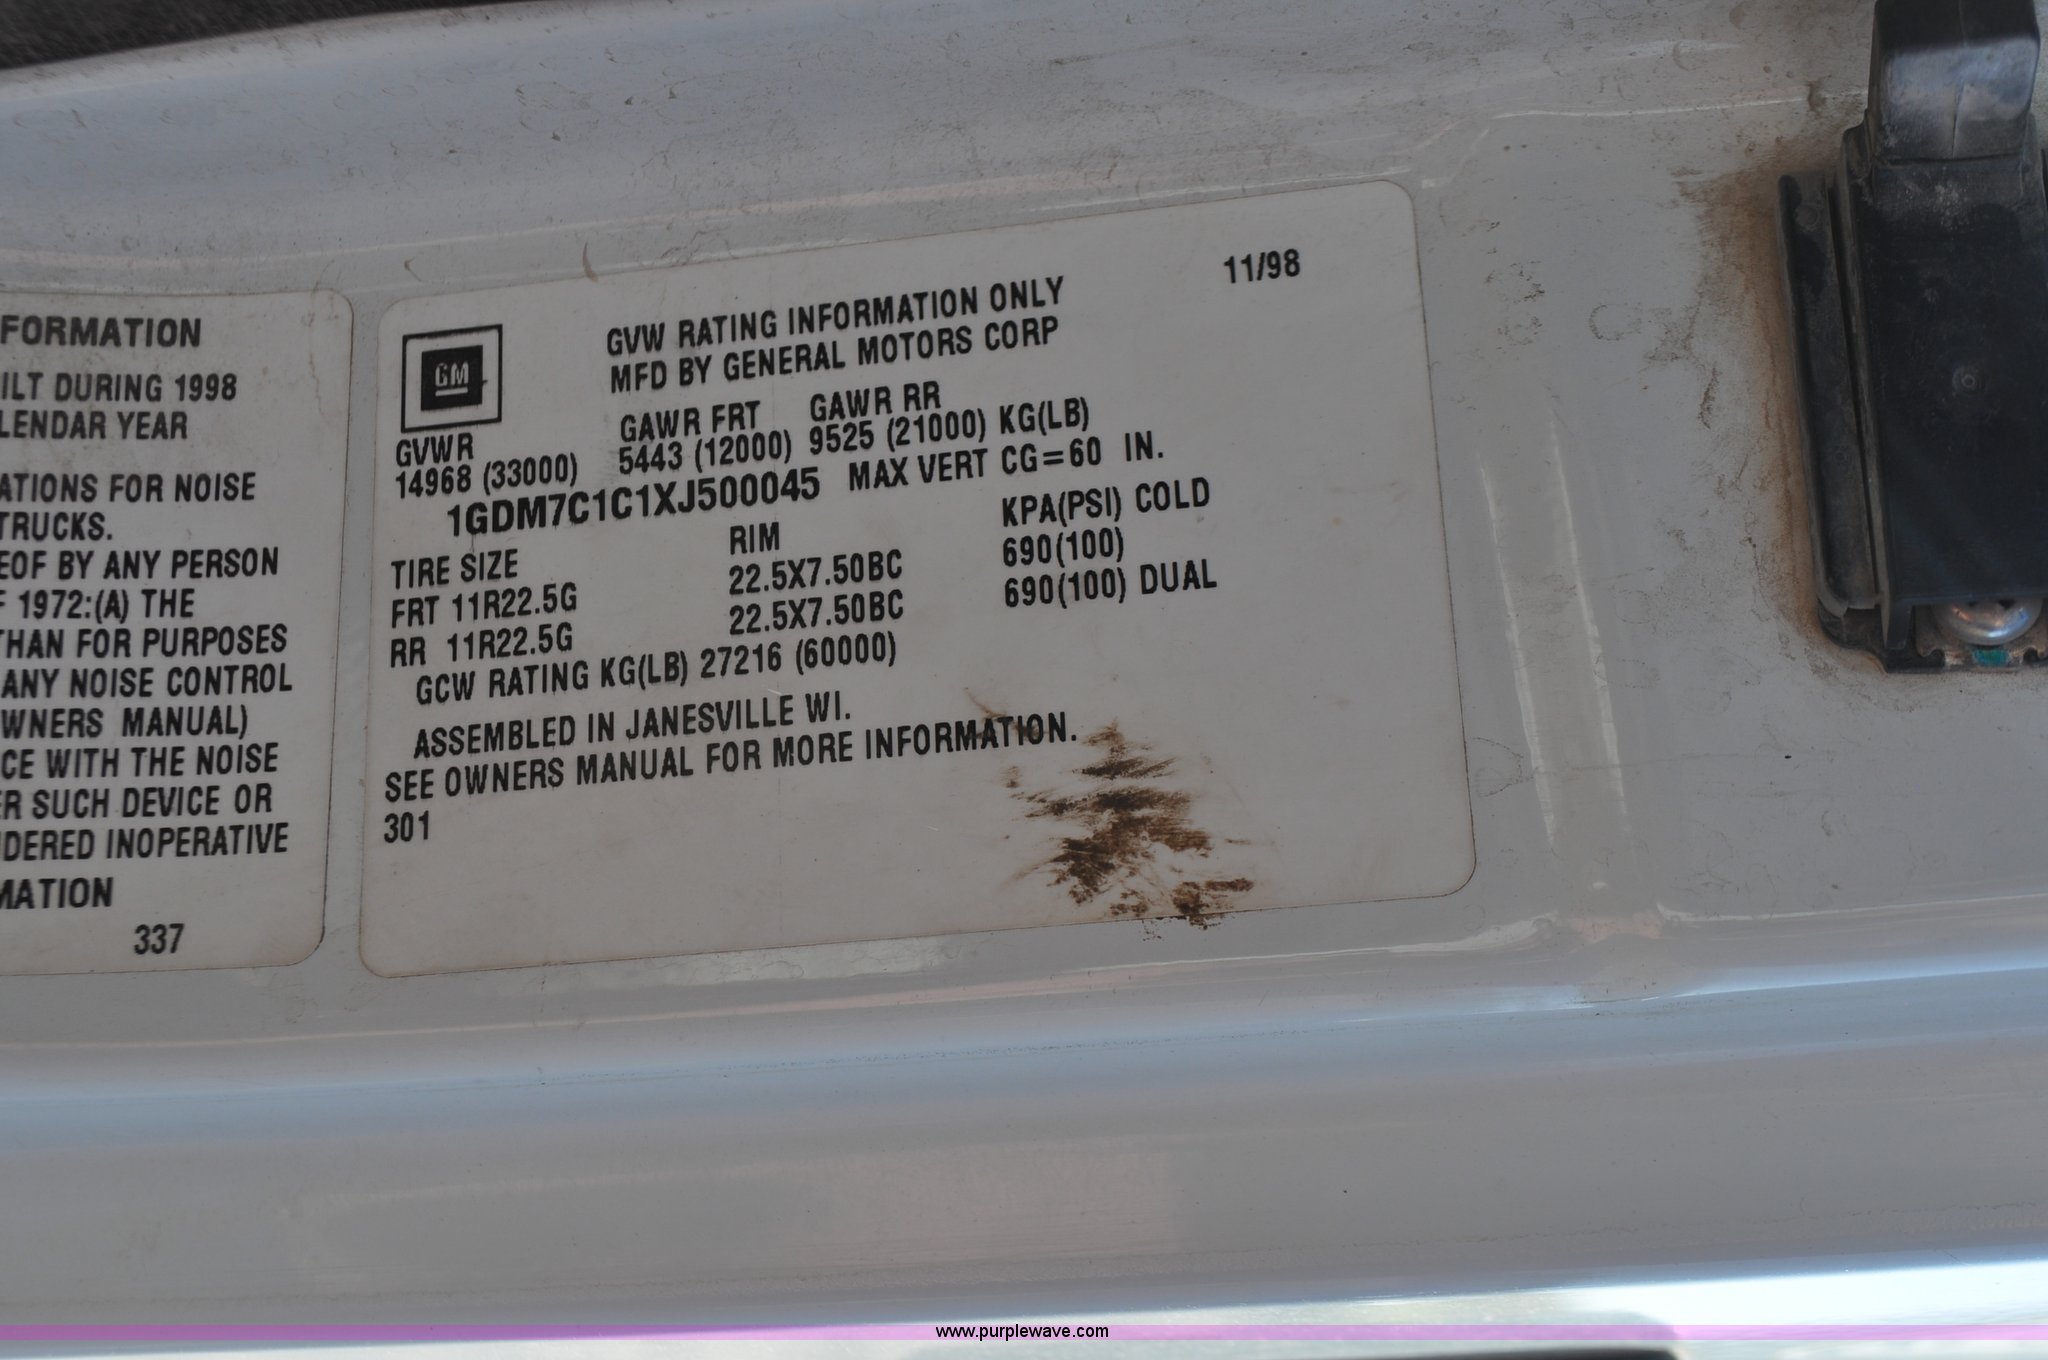 FORMATION
ILT DURING 1998
LENDAR YEAR
ATIONS FOR NOISE
TRUCKS.
EOF BY ANY PERSON
F 1972:(A) THE
THAN FOR PURPOSES
ANY NOISE CONTROL
WNERS MANUAL)
CE WITH THE NOISE
ER SUCH DEVICE OR
DERED INOPERATIVE
MATION
337
11/98
GM
GVW RATING INFORMATION ONLY
MFD BY GENERAL MOTORS CORP
GVWR GAWR FRT GAWR RR
14968 (33000) 5443 (12000) 9525 (21000) KG(LB)
1GDM7C1C1XJ500045 MAX VERT CG=60 IN.
TIRE SIZE RIM KPA(PSI) COLD
FRT 11R22.5G 22.5X7.50BC 690(100)
RR 11R22.5G 22.5X7.50BC 690(100) DUAL
GCW RATING KG(LB) 27216 (60000)
ASSEMBLED IN JANESVILLE WI.
SEE OWNERS MANUAL FOR MORE INFORMATION.
301
www.purplewave.com